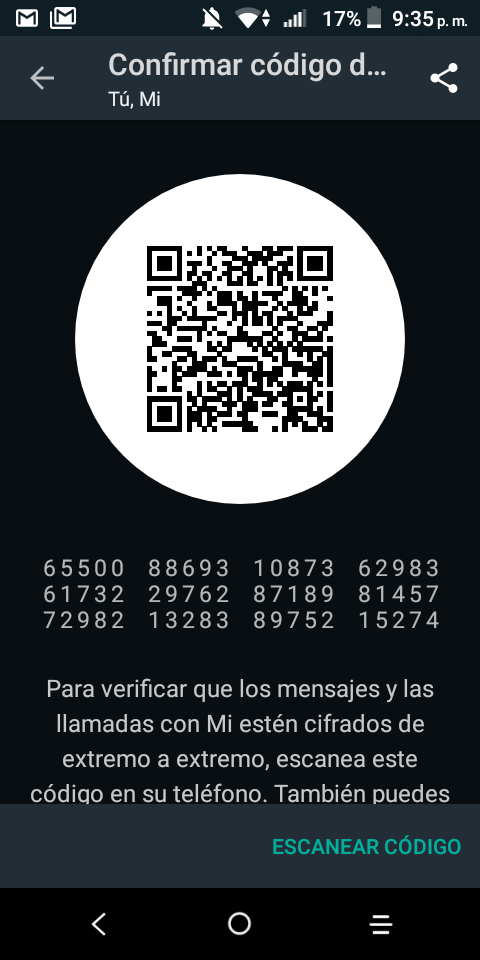 17% 9:35 p. m.
Confirmar código d...
Tú, Mi
65500 88693 10873 62983
61732 29762 87189 81457
72982 13283 89752 15274
Para verificar que los mensajes y las
llamadas con Mi estén cifrados de
extremo a extremo, escanea este
código en su teléfono. También puedes
ESCANEAR CÓDIGO